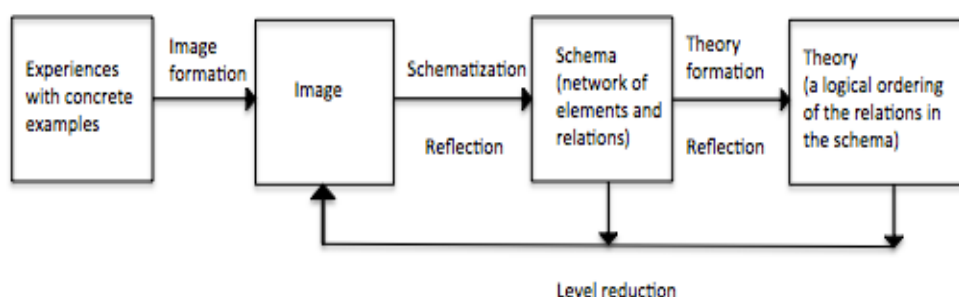 Experiences
with concrete
examples
Image
formation
Image
Schematization
Reflection
Schema
(network of
elements and
relations)
Theory
formation
Reflection
Theory
(a logical ordering
of the relations in
the schema)
Level reduction